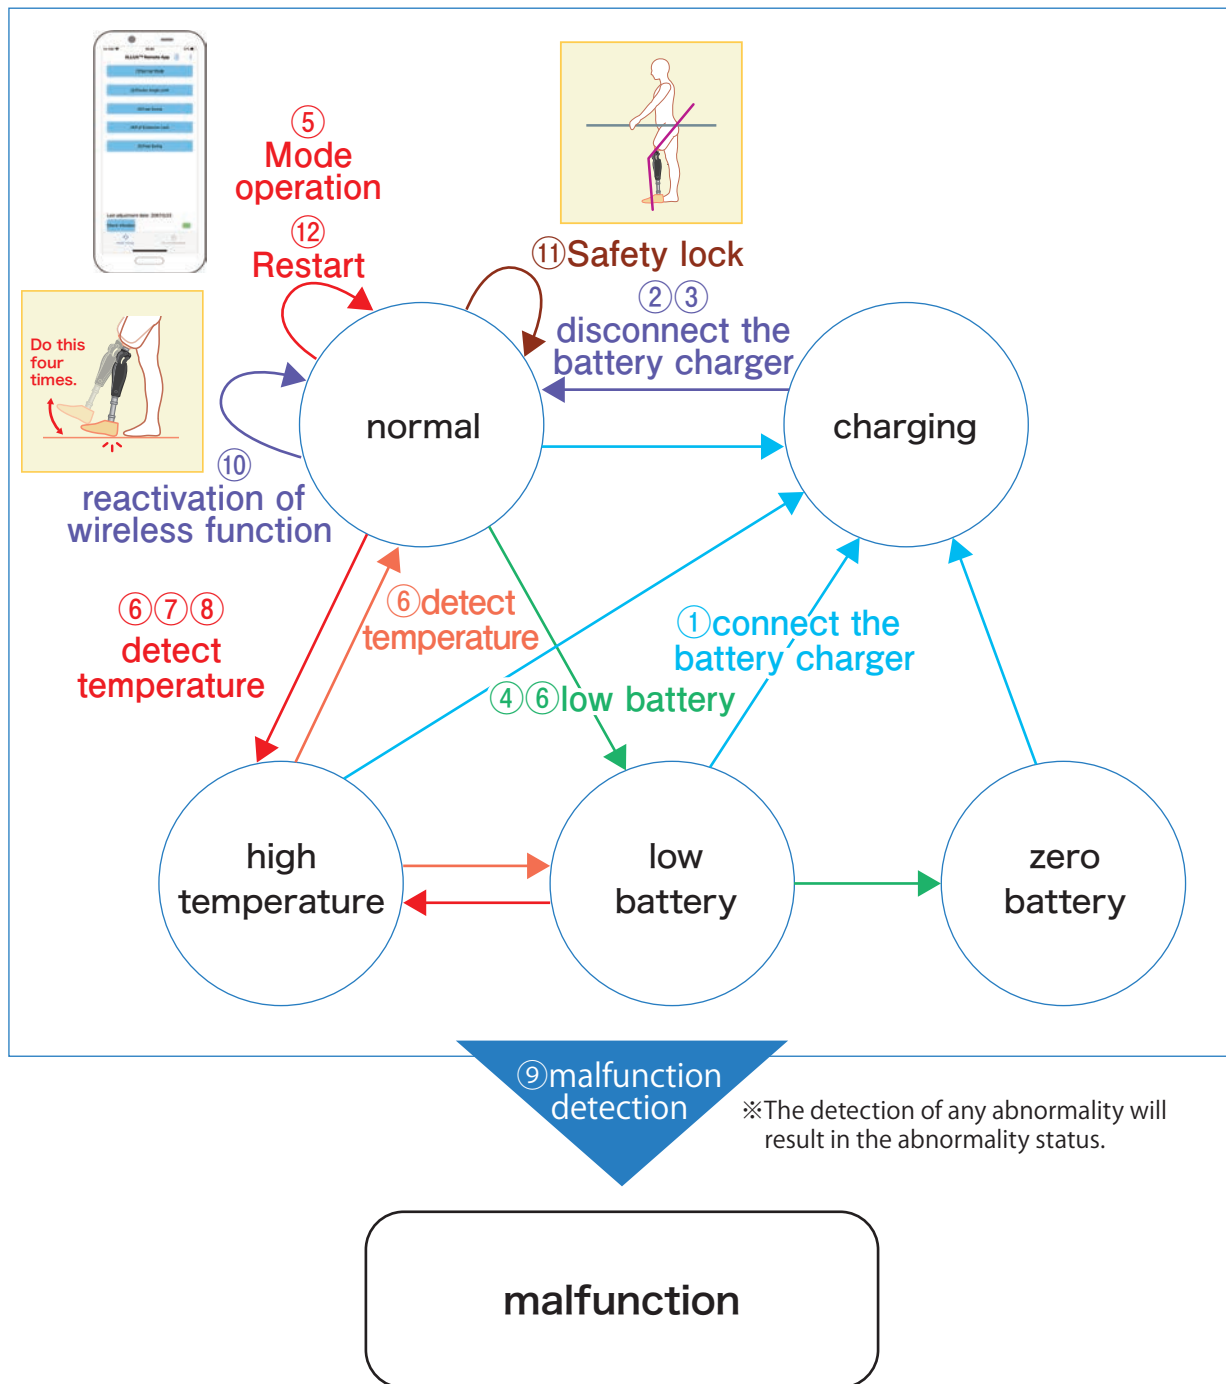 Remote App
⑤
Mode
operation
⑫
Restart
⑪Safety lock
②③
disconnect the
battery charger
Do this
four
times.
normal
charging
⑩
reactivation of
wireless function
⑥⑦⑧
detect
temperature
⑥detect
temperature
①connect the
battery charger
④⑥low battery
high
temperature
low
battery
zero
battery
⑨malfunction
detection
※The detection of any abnormality will
result in the abnormality status.
malfunction